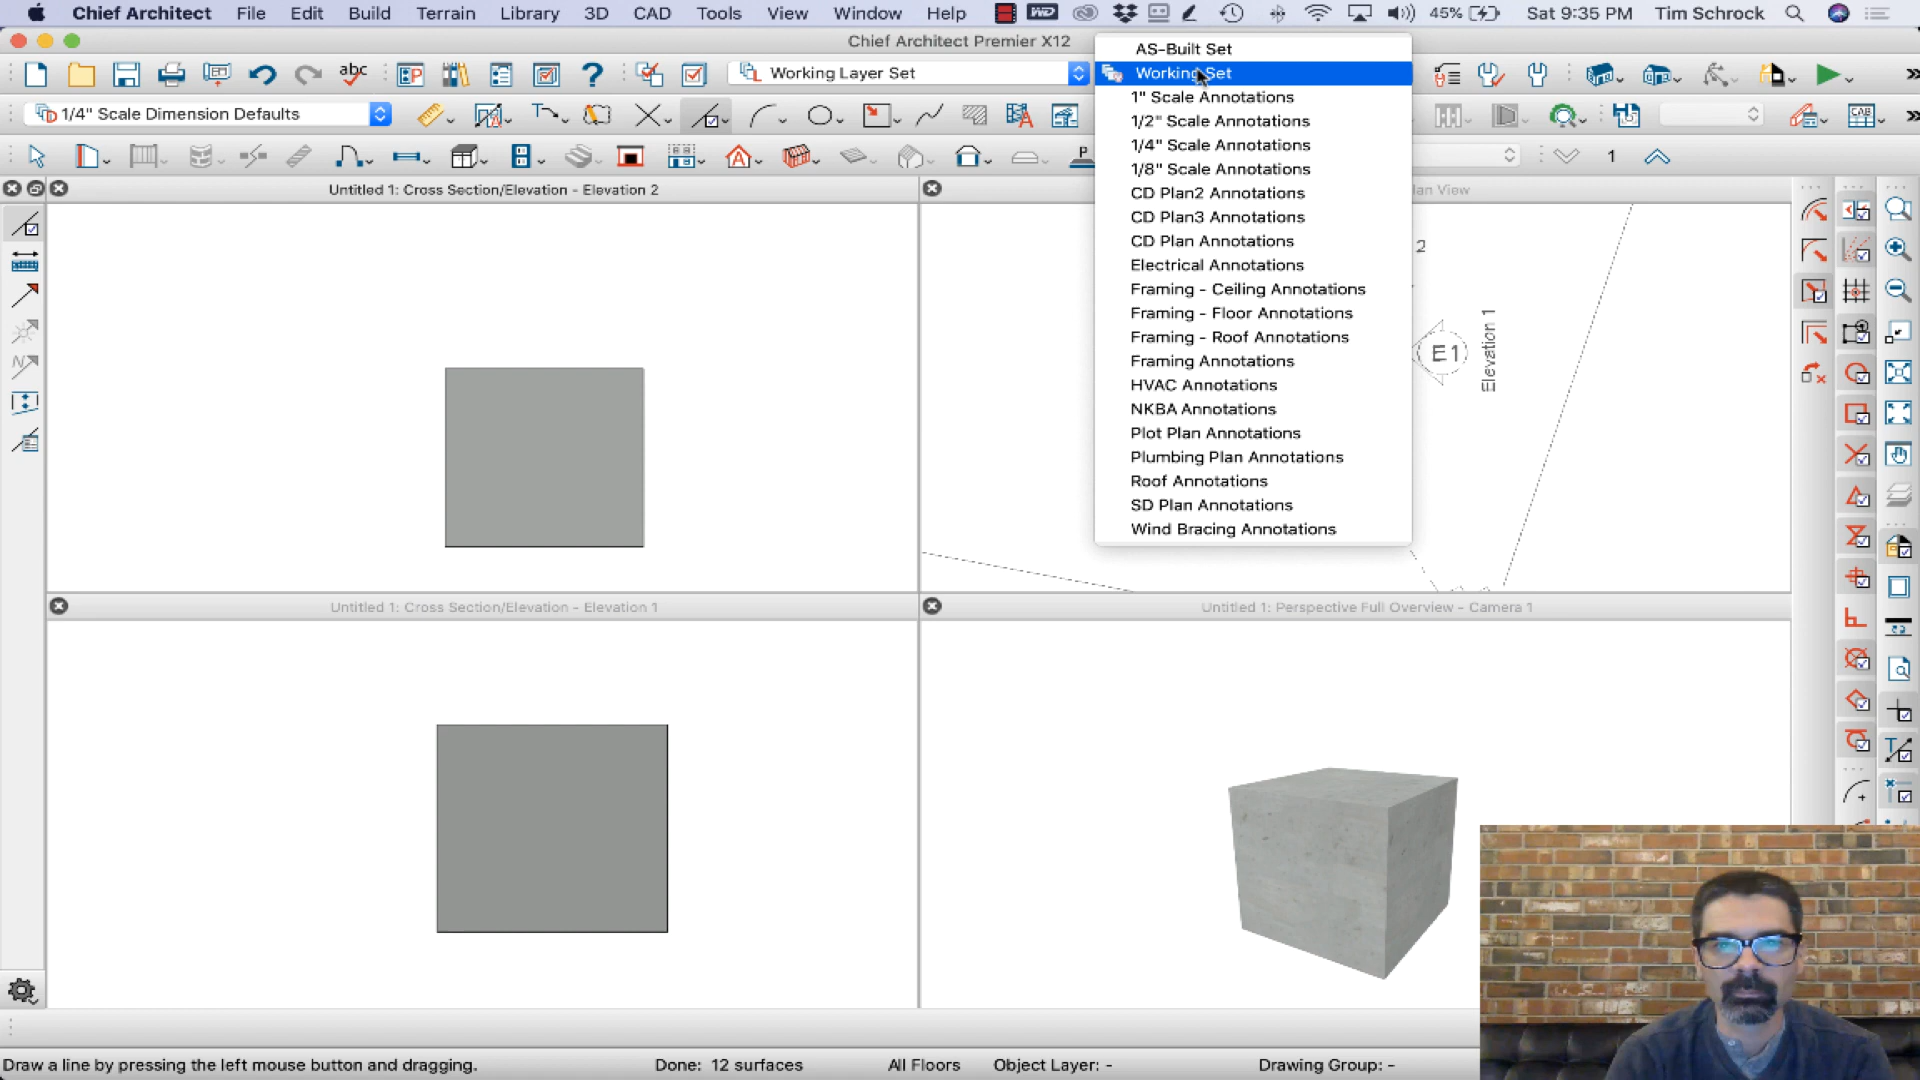 Chief Architect File Edit Build Terrain Library 3D CAD Tools View Window Help 45% Sat 9:35 PM Tim Schrock
Chief Architect Premier X12
abc ? Working Layer Set
1/4" Scale Dimension Defaults
CAB
P
1
AS-Built Set
Working Set
1" Scale Annotations
1/2" Scale Annotations
1/4" Scale Annotations
1/8" Scale Annotations
CD Plan2 Annotations
CD Plan3 Annotations
CD Plan Annotations
Electrical Annotations
Framing - Ceiling Annotations
Framing - Floor Annotations
Framing - Roof Annotations
Framing Annotations
HVAC Annotations
NKBA Annotations
Plot Plan Annotations
Plumbing Plan Annotations
Roof Annotations
SD Plan Annotations
Wind Bracing Annotations
Untitled 1: Cross Section/Elevation - Elevation 2
lan View
2
E1
Elevation 1
Untitled 1: Cross Section/Elevation - Elevation 1
Untitled 1: Perspective Full Overview - Camera 1
Draw a line by pressing the left mouse button and dragging. Done: 12 surfaces All Floors Object Layer: - Drawing Group: -